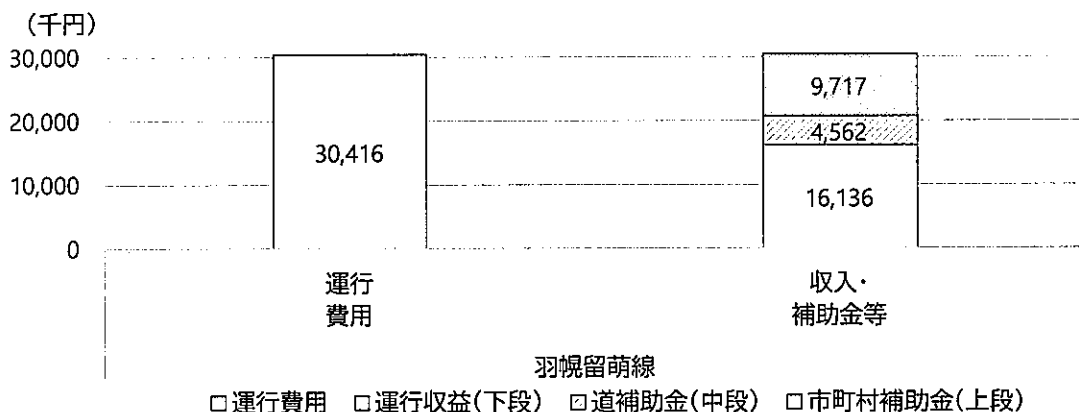 (千円)
30,000
20,000
10,000
0
30,416
9,717
4,562
16,136
運行
費用
収入・
補助金等
羽幌留萌線
□運行費用 □運行収益(下段) 道補助金(中段) □市町村補助金(上段)